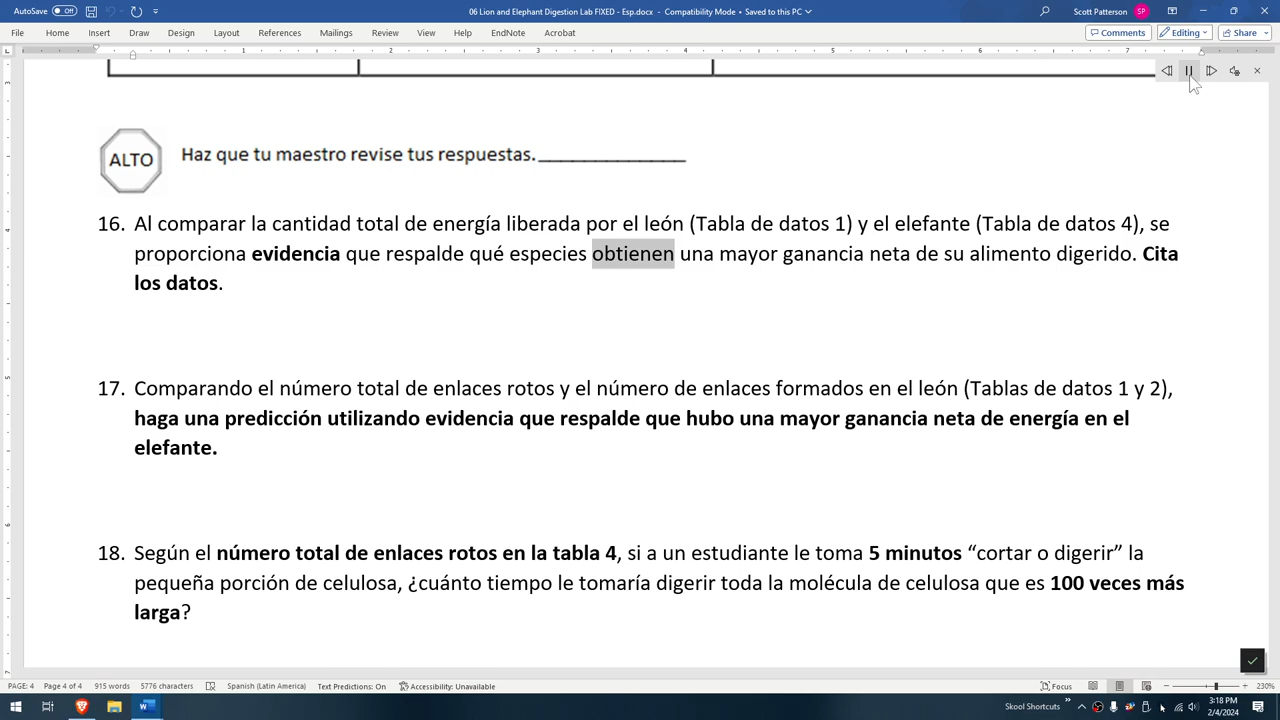 AutoSave Off 06 Lion and Elephant Digestion Lab FIXED - Esp.docx - Compatibility Mode • Saved to this PC Scott Patterson SP
File Home Insert Draw Design Layout References Mailings Review View Help EndNote Acrobat Comments Editing Share
1 2 3 4 5 6 7
ALTO Haz que tu maestro revise tus respuestas._____________
16. Al comparar la cantidad total de energía liberada por el león (Tabla de datos 1) y el elefante (Tabla de datos 4), se
proporciona evidencia que respalde qué especies obtienen una mayor ganancia neta de su alimento digerido. Cita
los datos.
17. Comparando el número total de enlaces rotos y el número de enlaces formados en el león (Tablas de datos 1 y 2),
haga una predicción utilizando evidencia que respalde que hubo una mayor ganancia neta de energía en el
elefante.
18. Según el número total de enlaces rotos en la tabla 4, si a un estudiante le toma 5 minutos “cortar o digerir” la
pequeña porción de celulosa, ¿cuánto tiempo le tomaría digerir toda la molécula de celulosa que es 100 veces más
larga?
PAGE: 4 Page 4 of 4 915 words 5776 characters Spanish (Latin America) Text Predictions: On Accessibility: Unavailable Focus 230%
Skool Shortcuts 3:18 PM
2/4/2024